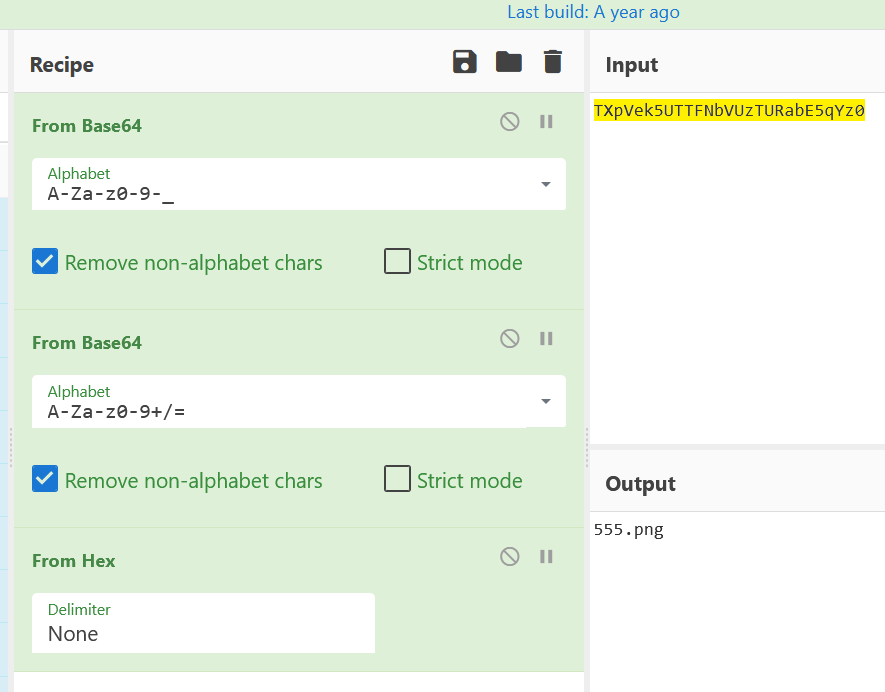 Last build: A year ago
Recipe
From Base64
Alphabet
A-Za-z0-9-_
Remove non-alphabet chars
Strict mode
From Base64
Alphabet
A-Za-z0-9+/=
Remove non-alphabet chars
Strict mode
From Hex
Delimiter
None
Input
TXpVek5UTTFNbVUzTURabE5qYz0
Output
555.png